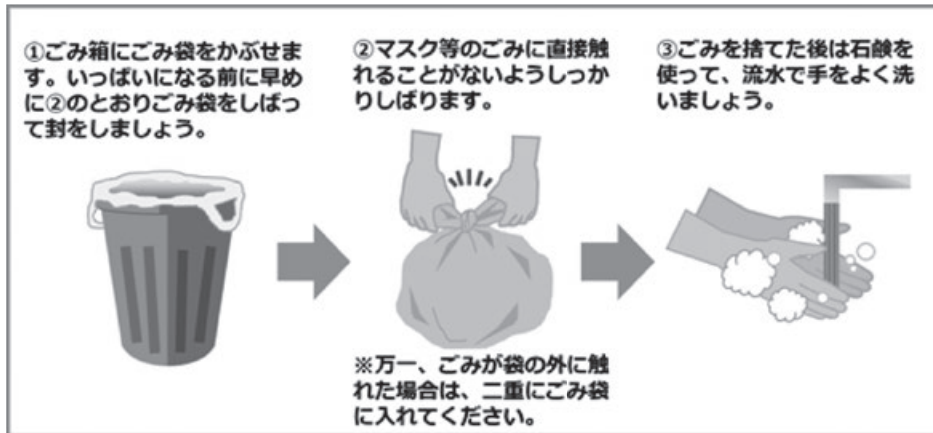 ①ごみ箱にごみ袋をかぶせま
す。いっぱいになる前に早め
に②のとおりごみ袋をしばっ
て封をしましょう。
②マスク等のごみに直接触
れることがないようしっか
りしばります。
※万一、ごみが袋の外に触
れた場合は、二重にごみ袋
に入れてください。
③ごみを捨てた後は石鹸を
使って、流水で手をよく洗
いましょう。